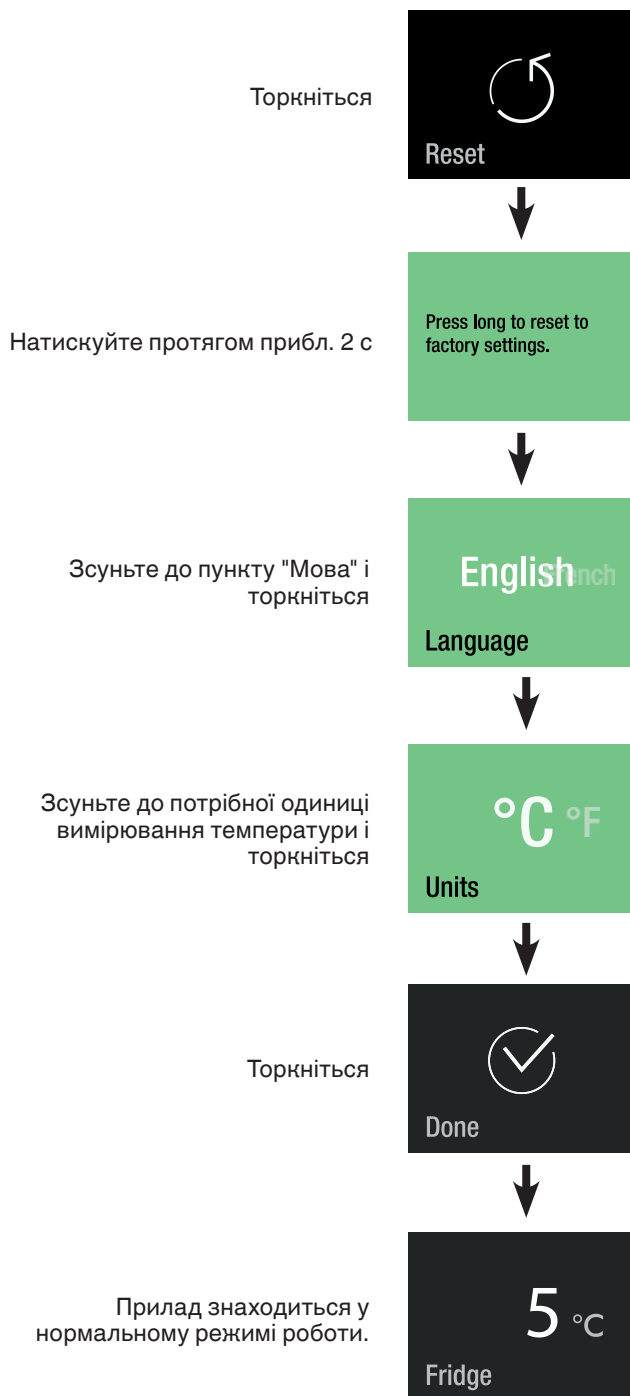 Торкніться
Reset
Натискуйте протягом прибл. 2 с
Press long to reset to
factory settings.
Зсуньте до пункту "Мова" і
торкніться
English French
Language
Зсуньте до потрібної одиниці
вимірювання температури і
торкніться
°C °F
Units
Торкніться
Done
Прилад знаходиться у
нормальному режимі роботи.
5 °C
Fridge